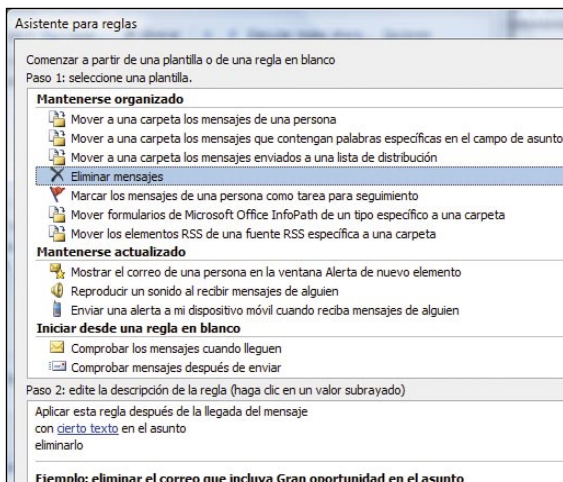 Asistente para reglas
Comenzar a partir de una plantilla o de una regla en blanco
Paso 1: seleccione una plantilla.
Mantenerse organizado
Mover a una carpeta los mensajes de una persona
Mover a una carpeta los mensajes que contengan palabras específicas en el campo de asunto
Mover a una carpeta los mensajes enviados a una lista de distribución
Eliminar mensajes
Marcar los mensajes de una persona como tarea para seguimiento
Mover formularios de Microsoft Office InfoPath de un tipo específico a una carpeta
Mover los elementos RSS de una fuente RSS específica a una carpeta
Mantenerse actualizado
Mostrar el correo de una persona en la ventana Alerta de nuevo elemento
Reproducir un sonido al recibir mensajes de alguien
Enviar una alerta a mi dispositivo móvil cuando reciba mensajes de alguien
Iniciar desde una regla en blanco
Comprobar los mensajes cuando lleguen
Comprobar mensajes después de enviar
Paso 2: edite la descripción de la regla (haga clic en un valor subrayado)
Aplicar esta regla después de la llegada del mensaje
con cierto texto en el asunto
eliminarlo
Ejemplo: eliminar el correo que incluya Gran oportunidad en el asunto